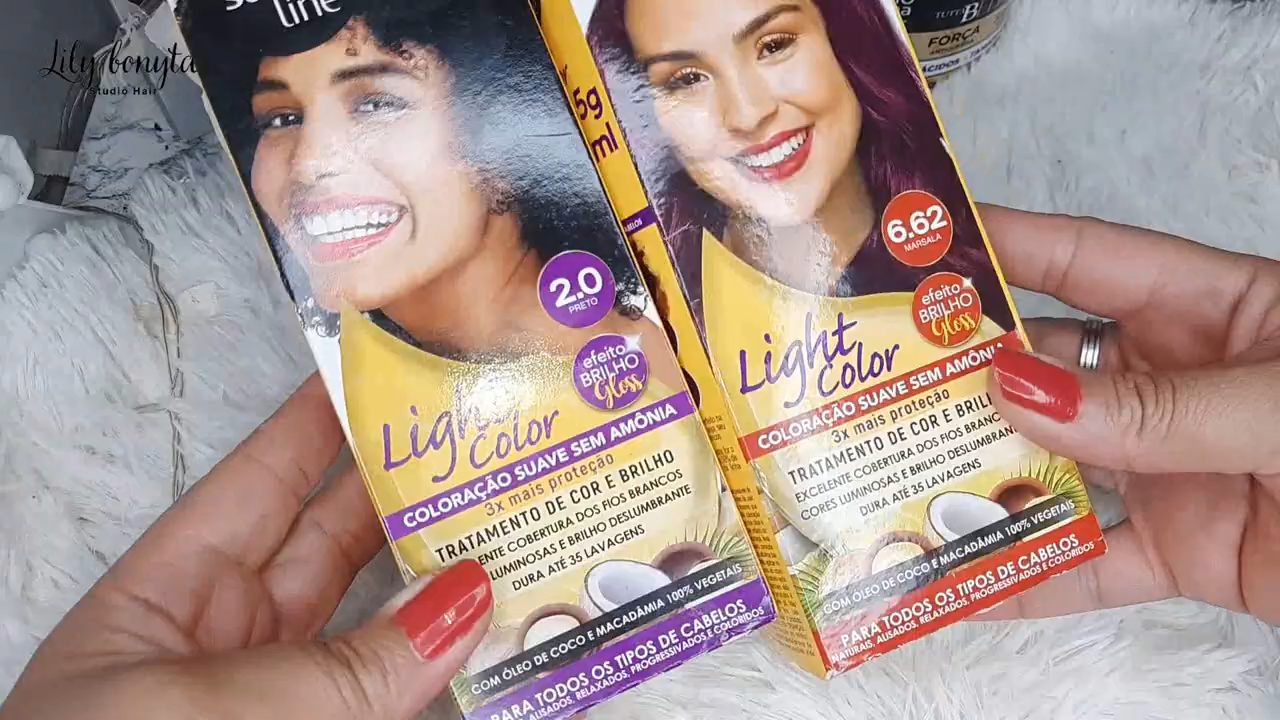 Lily bonyta
Studio Hair
line
2.0
PRETO
efeito
BRILHO
Gloss
Light
Color
COLORAÇÃO SUAVE SEM AMÔNIA
3x mais proteção
TRATAMENTO DE COR E BRILHO
COBERTURA DOS FIOS BRANCOS
LUMINOSAS E BRILHO DESLUMBRANTE
DURA ATÉ 35 LAVAGENS
COM ÓLEO DE COCO E MACADÂMIA 100% VEGETAIS
PARA TODOS OS TIPOS DE CABELOS
ALISADOS, RELAXADOS, PROGRESSIVADOS E COLORIDOS
5g
ml
6.62
MARSALA
efeito
BRILHO
Gloss
Light
Color
COLORAÇÃO SUAVE SEM AMÔNIA
3x mais proteção
TRATAMENTO DE COR E
EXCELENTE COBERTURA DOS FIOS
CORES LUMINOSAS E BRILHO
DURA ATÉ 35 LAVAGENS
COM ÓLEO DE COCO E MACADÂMIA 100% VEGETAIS
PARA TODOS OS TIPOS DE CABELOS
NATURAIS, ALISADOS, RELAXADOS, PROGRESSIVADOS E COLORIDOS
FORÇA